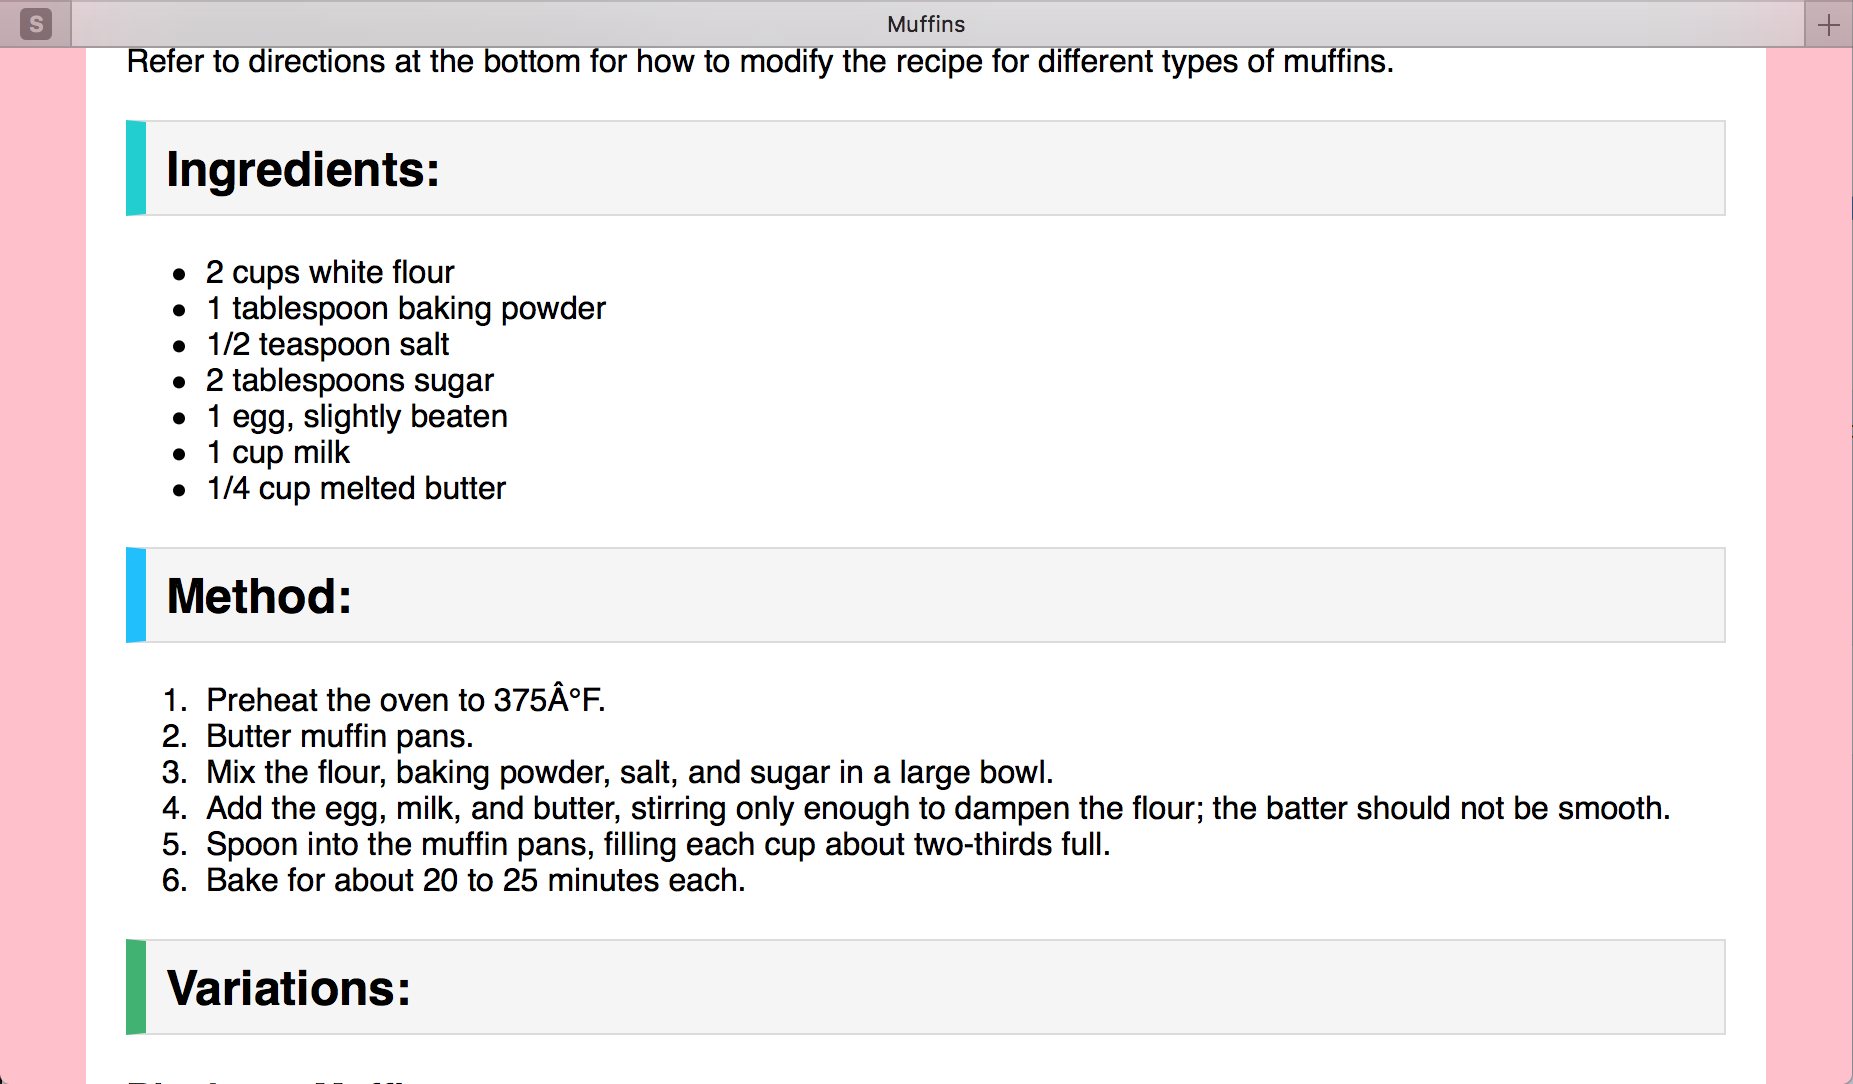 S
Muffins
Refer to directions at the bottom for how to modify the recipe for different types of muffins.
Ingredients:
• 2 cups white flour
• 1 tablespoon baking powder
• 1/2 teaspoon salt
• 2 tablespoons sugar
• 1 egg, slightly beaten
• 1 cup milk
• 1/4 cup melted butter
Method:
1. Preheat the oven to 375Â°F.
2. Butter muffin pans.
3. Mix the flour, baking powder, salt, and sugar in a large bowl.
4. Add the egg, milk, and butter, stirring only enough to dampen the flour; the batter should not be smooth.
5. Spoon into the muffin pans, filling each cup about two-thirds full.
6. Bake for about 20 to 25 minutes each.
Variations: